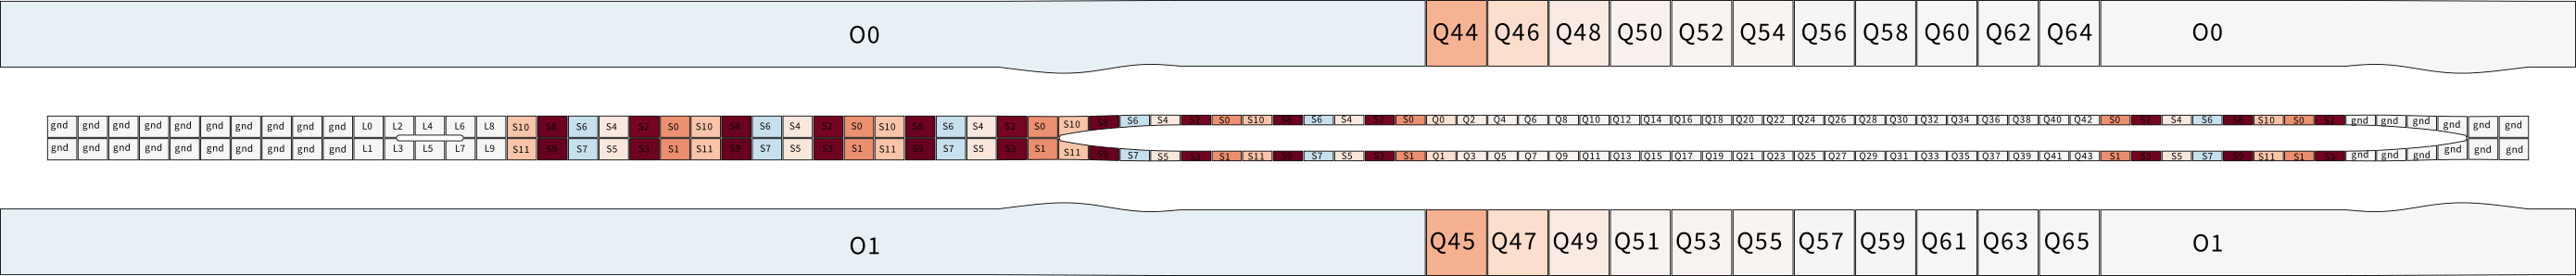 O0 Q44 Q46 Q48 Q50 Q52 Q54 Q56 Q58 Q60 Q62 Q64 O0
gnd gnd gnd gnd gnd gnd gnd gnd gnd gnd L0 L2 L4 L6 L8 S10 S8 S6 S4 S2 S0 S10 S8 S6 S4 S2 S0 S10 S8 S6 S4 S2 S0 S10 S8 S6 S4 S2 S0 S10 S8 S6 S4 S2 S0 Q0 Q2 Q4 Q6 Q8 Q10 Q12 Q14 Q16 Q18 Q20 Q22 Q24 Q26 Q28 Q30 Q32 Q34 Q36 Q38 Q40 Q42 S0 S2 S4 S6 S8 S10 S0 S2 gnd gnd gnd gnd gnd gnd
gnd gnd gnd gnd gnd gnd gnd gnd gnd gnd L1 L3 L5 L7 L9 S11 S9 S7 S5 S3 S1 S11 S9 S7 S5 S3 S1 S11 S9 S7 S5 S3 S1 S11 S9 S7 S5 S3 S1 S11 S9 S7 S5 S3 S1 Q1 Q3 Q5 Q7 Q9 Q11 Q13 Q15 Q17 Q19 Q21 Q23 Q25 Q27 Q29 Q31 Q33 Q35 Q37 Q39 Q41 Q43 S1 S3 S5 S7 S9 S11 S1 S3 gnd gnd gnd gnd gnd gnd
O1 Q45 Q47 Q49 Q51 Q53 Q55 Q57 Q59 Q61 Q63 Q65 O1